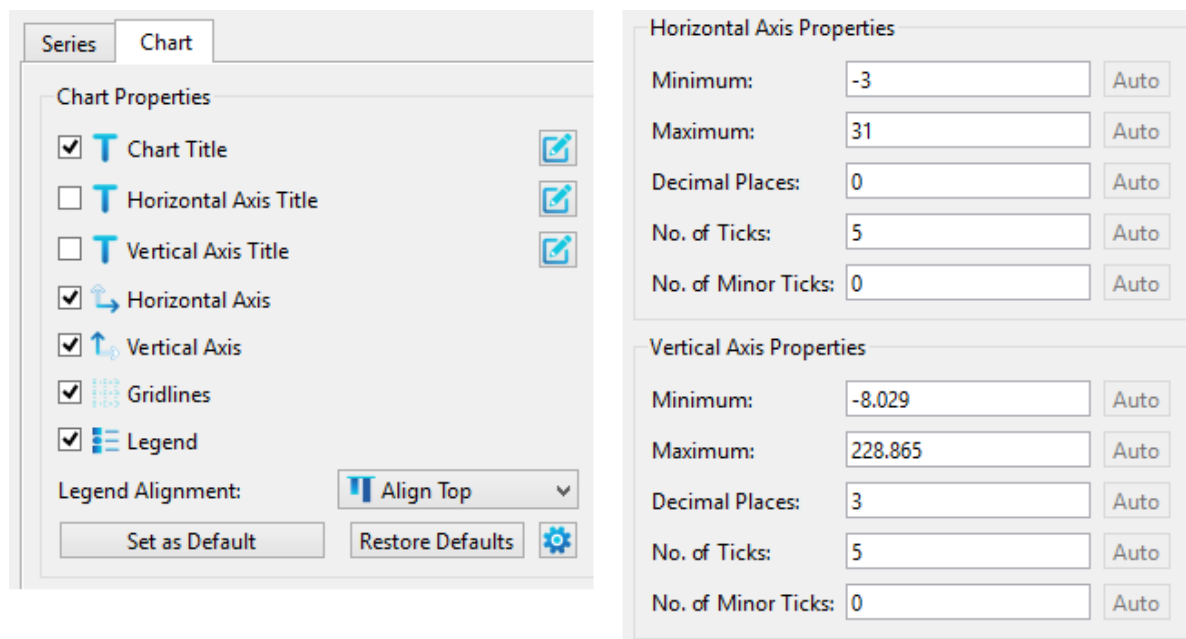 Series Chart
Chart Properties
Chart Title
Horizontal Axis Title
Vertical Axis Title
Horizontal Axis
Vertical Axis
Gridlines
Legend
Legend Alignment: Align Top
Set as Default Restore Defaults
Horizontal Axis Properties
Minimum: -3 Auto
Maximum: 31 Auto
Decimal Places: 0 Auto
No. of Ticks: 5 Auto
No. of Minor Ticks: 0 Auto
Vertical Axis Properties
Minimum: -8.029 Auto
Maximum: 228.865 Auto
Decimal Places: 3 Auto
No. of Ticks: 5 Auto
No. of Minor Ticks: 0 Auto